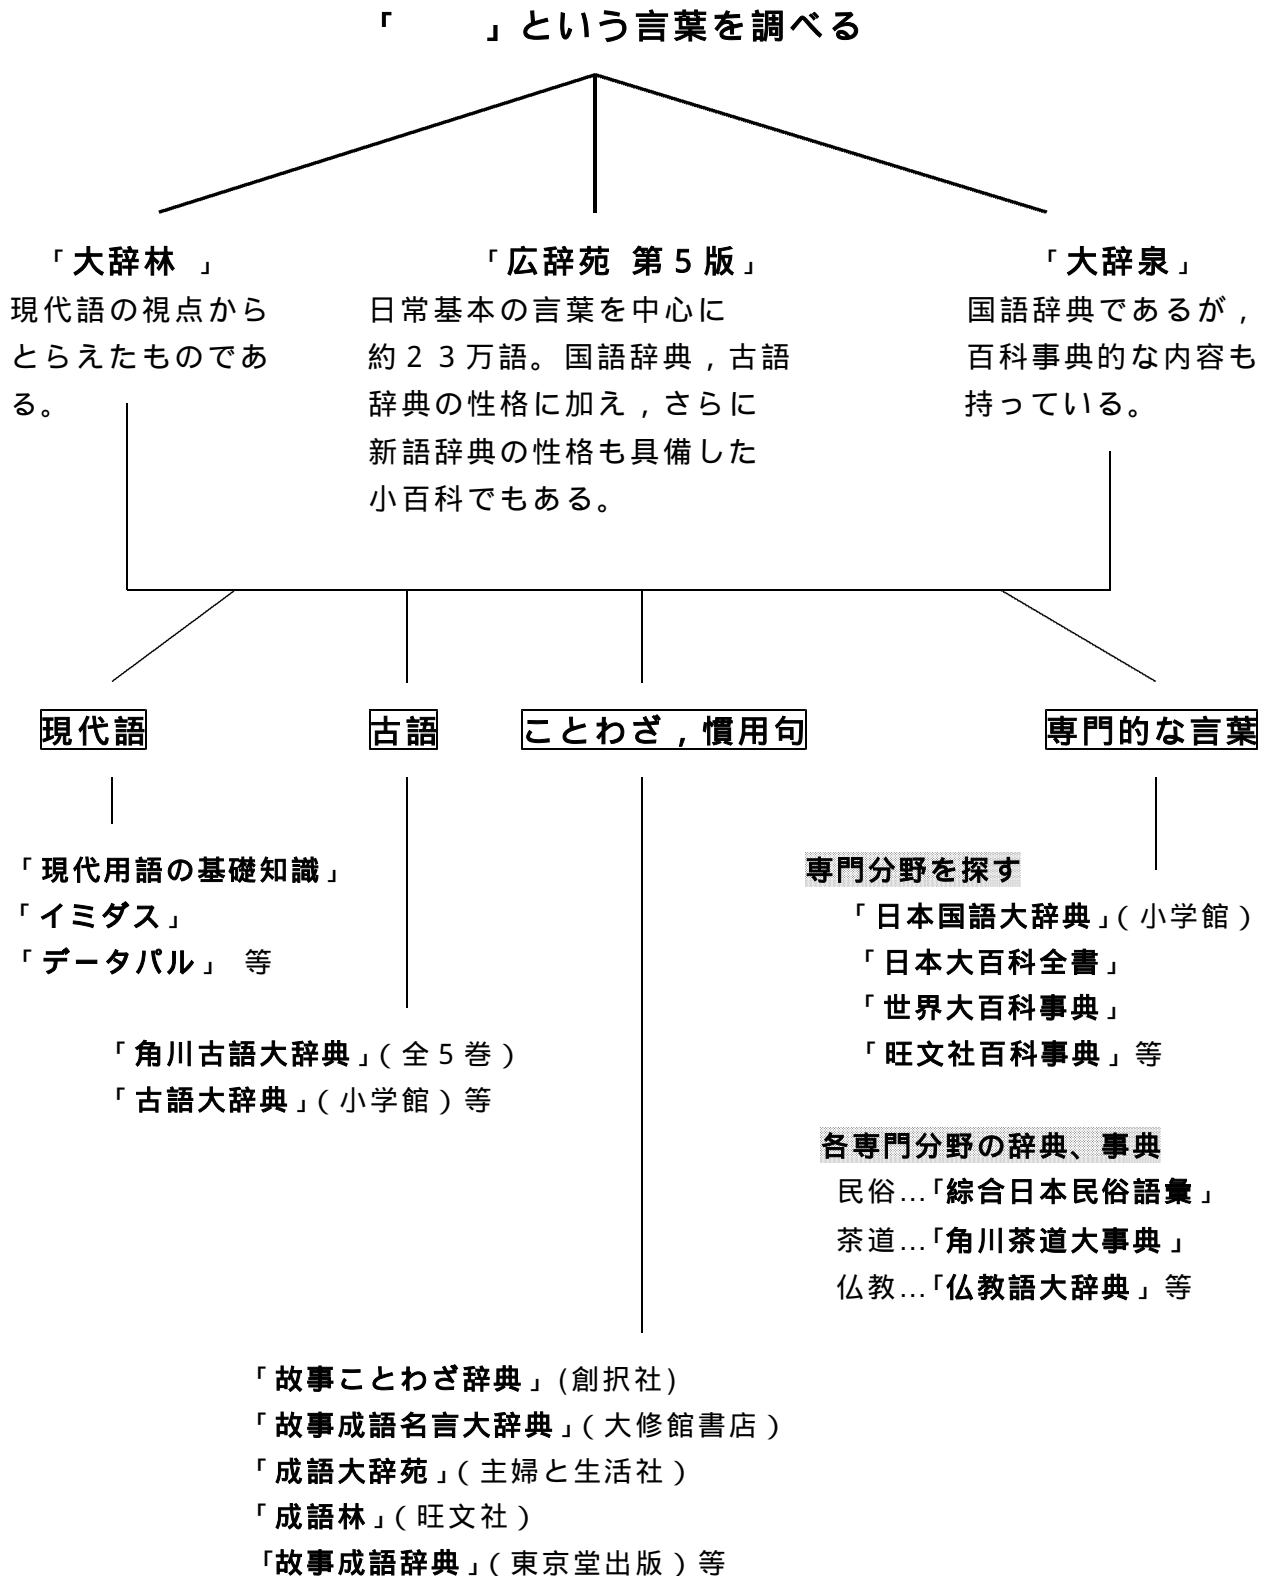 「　　」という言葉を調べる
「大辞林 」
現代語の視点から
とらえたものであ
る。
「広辞苑 第５版」
日常基本の言葉を中心に
約２３万語。国語辞典，古語
辞典の性格に加え，さらに
新語辞典の性格も具備した
小百科でもある。
「大辞泉」
国語辞典であるが，
百科事典的な内容も
持っている。
現代語
古語
ことわざ，慣用句
専門的な言葉
「現代用語の基礎知識」
「イミダス」
「データパル」 等
「角川古語大辞典」（全５巻）
「古語大辞典」（小学館）等
専門分野を探す
「日本国語大辞典」（小学館）
「日本大百科全書」
「世界大百科事典」
「旺文社百科事典」等
各専門分野の辞典、事典
民俗…「綜合日本民俗語彙」
茶道…「角川茶道大事典」
仏教…「仏教語大辞典」等
「故事ことわざ辞典」(創択社)
「故事成語名言大辞典」（大修館書店）
「成語大辞苑」（主婦と生活社）
「成語林」（旺文社）
「故事成語辞典」（東京堂出版）等